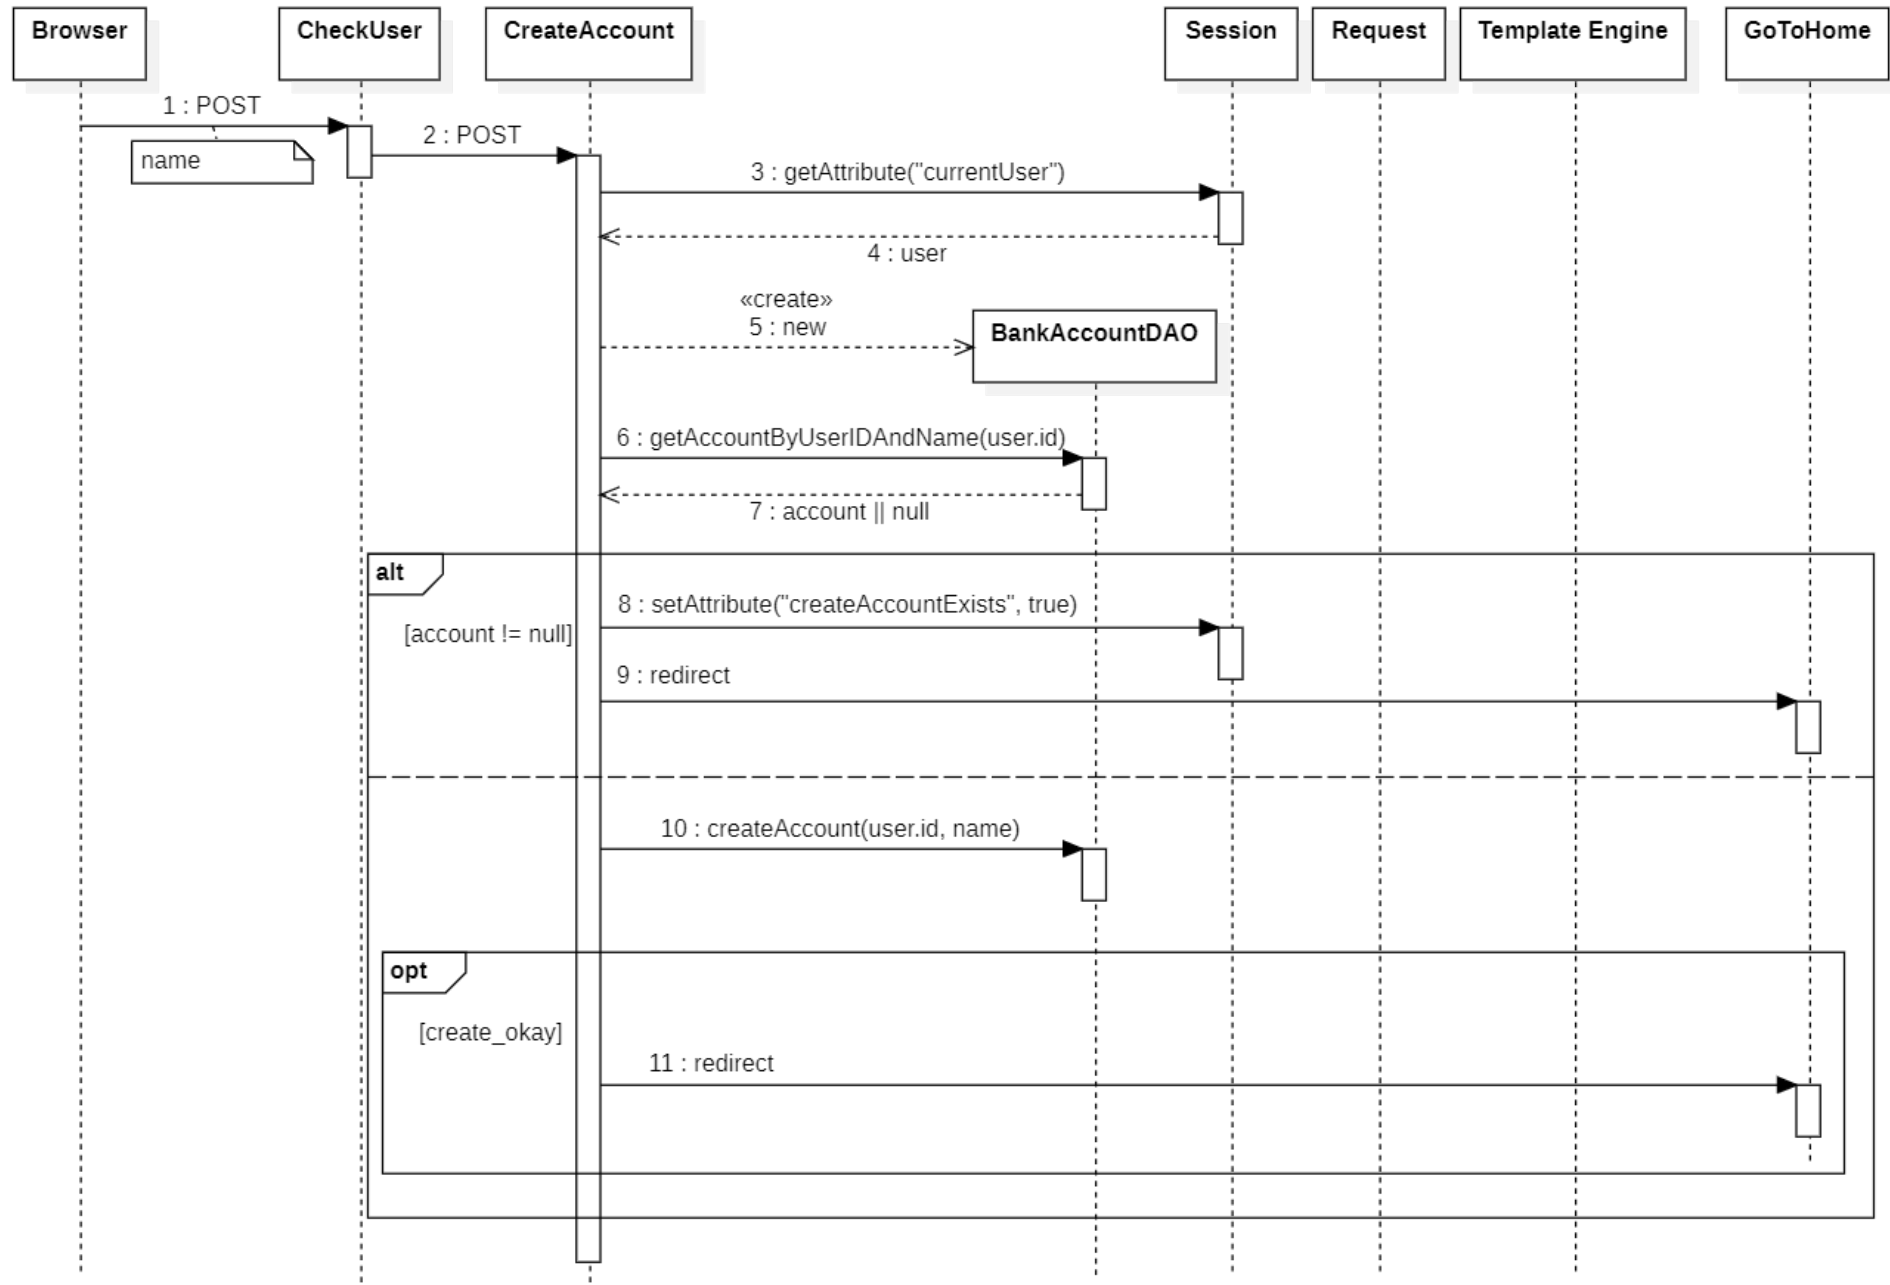 Browser
CheckUser
CreateAccount
Session
Request
Template Engine
GoToHome
1 : POST
name
2 : POST
3 : getAttribute("currentUser")
4 : user
«create»
5 : new
BankAccountDAO
6 : getAccountByUserIDAndName(user.id)
7 : account || null
alt
[account != null]
8 : setAttribute("createAccountExists", true)
9 : redirect
10 : createAccount(user.id, name)
opt
[create_okay]
11 : redirect